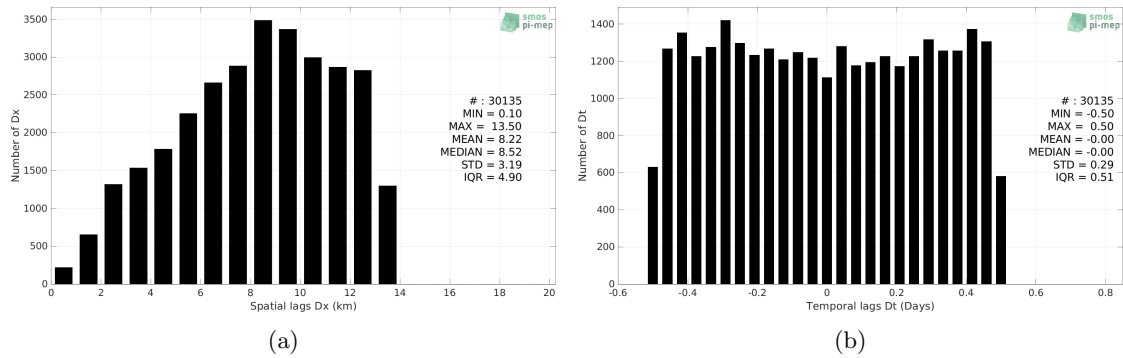 smos
pi-mep
3500
3000
2500
2000
1500
1000
500
0
Number of Dx
# : 30135
MIN = 0.10
MAX = 13.50
MEAN = 8.22
MEDIAN = 8.52
STD = 3.19
IQR = 4.90
0 2 4 6 8 10 12 14 16 18 20
Spatial lags Dx (km)
(a)
smos
pi-mep
1400
1200
1000
800
600
400
200
0
Number of Dt
# : 30135
MIN = -0.50
MAX = 0.50
MEAN = -0.00
MEDIAN = -0.00
STD = 0.29
IQR = 0.51
-0.6 -0.4 -0.2 0 0.2 0.4 0.6 0.8
Temporal lags Dt (Days)
(b)